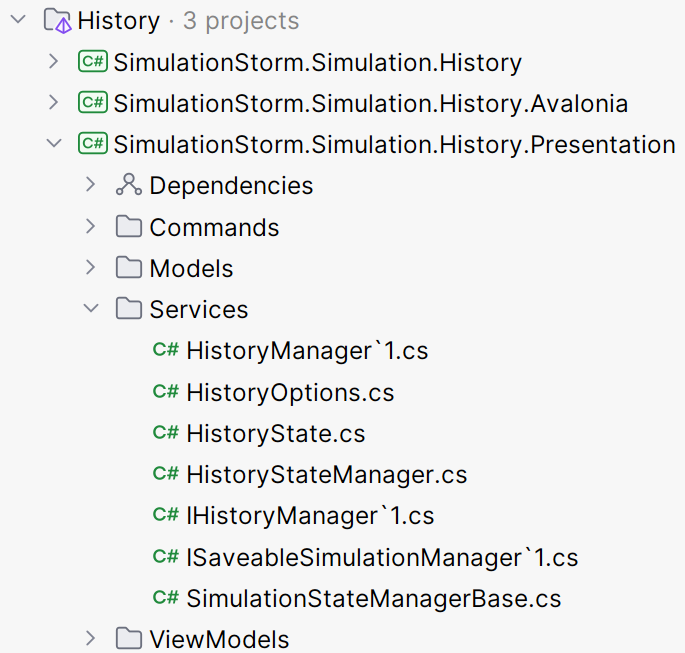 History · 3 projects
C# SimulationStorm.Simulation.History
C# SimulationStorm.Simulation.History.Avalonia
C# SimulationStorm.Simulation.History.Presentation
Dependencies
Commands
Models
Services
C# HistoryManager`1.cs
C# HistoryOptions.cs
C# HistoryState.cs
C# HistoryStateManager.cs
C# IHistoryManager`1.cs
C# ISaveableSimulationManager`1.cs
C# SimulationStateManagerBase.cs
ViewModels